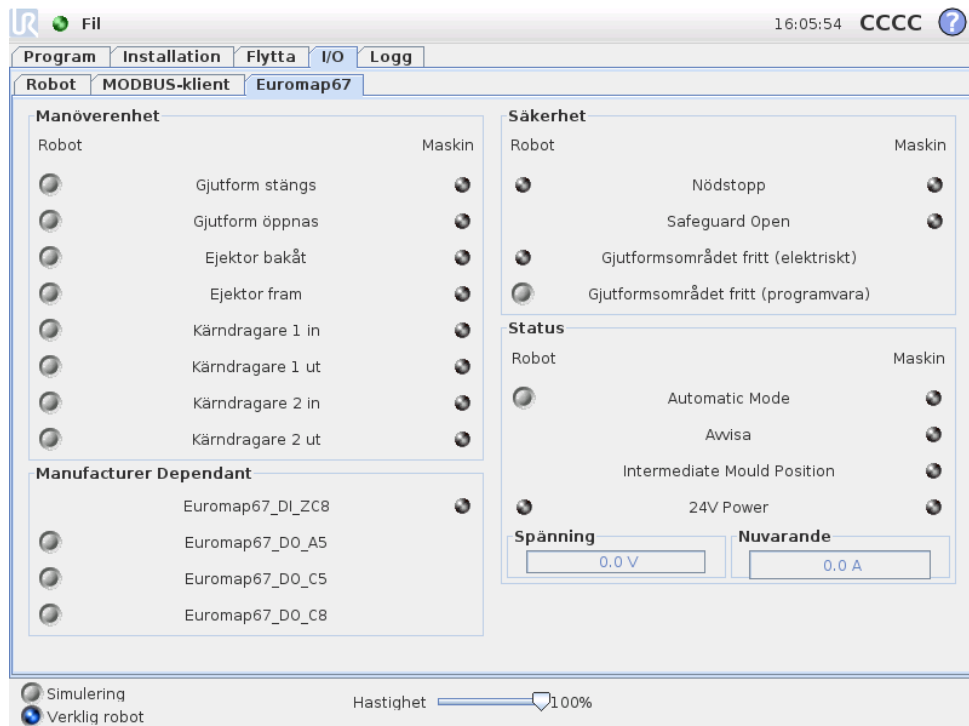 UR Fil 16:05:54 CCCC ?
Program Installation Flytta I/O Logg
Robot MODBUS-klient Euromap67
Manöverenhet
Robot Maskin
Gjutform stängs
Gjutform öppnas
Ejektor bakåt
Ejektor fram
Kärndragare 1 in
Kärndragare 1 ut
Kärndragare 2 in
Kärndragare 2 ut
Manufacturer Dependant
Euromap67_DI_ZC8
Euromap67_DO_A5
Euromap67_DO_C5
Euromap67_DO_C8
Säkerhet
Robot Maskin
Nödstopp
Safeguard Open
Gjutformsområdet fritt (elektriskt)
Gjutformsområdet fritt (programvara)
Status
Robot Maskin
Automatic Mode
Avvisa
Intermediate Mould Position
24V Power
Spänning Nuvarande
0.0 V 0.0 A
Simulering
Verklig robot
Hastighet 100%